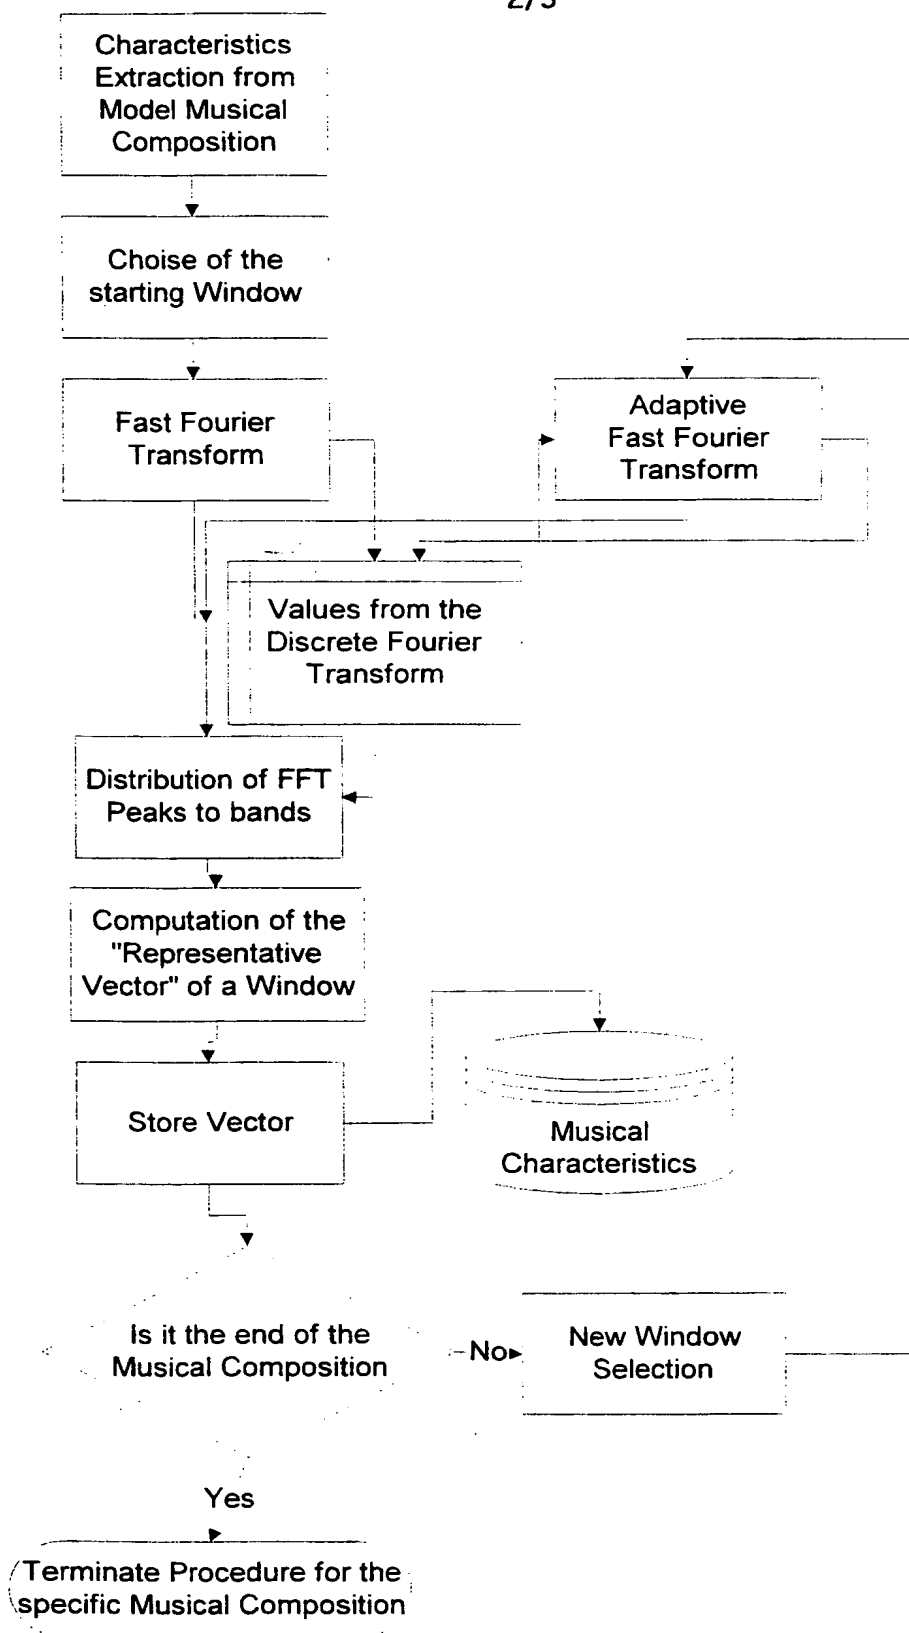 2/5
Characteristics
Extraction from
Model Musical
Composition
Choise of the
starting Window
Fast Fourier
Transform
Adaptive
Fast Fourier
Transform
Values from the
Discrete Fourier
Transform
Distribution of FFT
Peaks to bands
Computation of the
"Representative
Vector" of a Window
Store Vector
Musical
Characteristics
Is it the end of the
Musical Composition
No
New Window
Selection
Yes
Terminate Procedure for the
specific Musical Composition